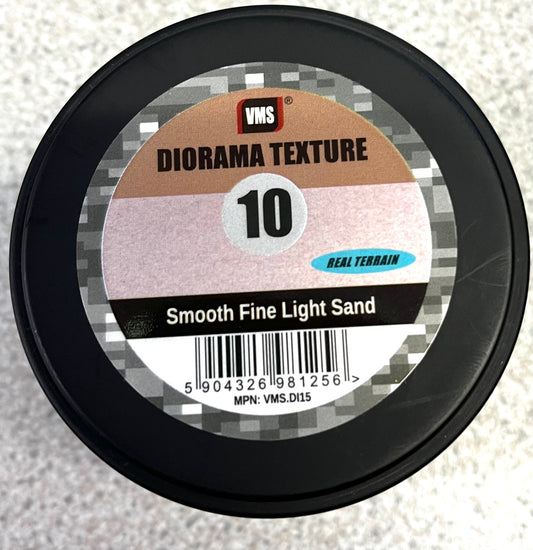 VMS®
DIORAMA TEXTURE
10
REAL TERRAIN
Smooth Fine Light Sand
5 904326 981256 >
MPN: VMS.DI15